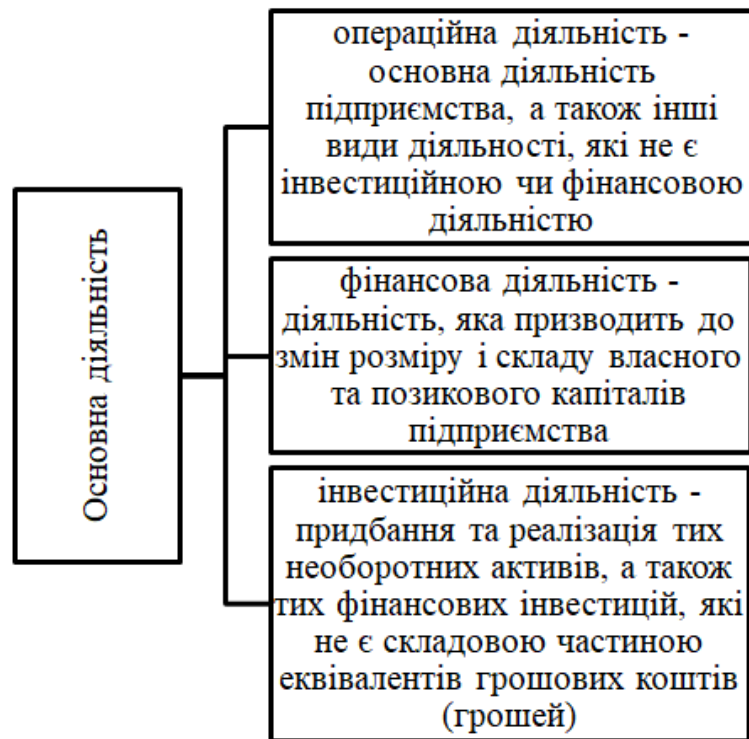 Основна діяльність
операційна діяльність -
основна діяльність
підприємства, а також інші
види діяльності, які не є
інвестиційною чи фінансовою
діяльністю
фінансова діяльність -
діяльність, яка призводить до
змін розміру і складу власного
та позикового капіталів
підприємства
інвестиційна діяльність -
придбання та реалізація тих
необоротних активів, а також
тих фінансових інвестицій, які
не є складовою частиною
еквівалентів грошових коштів
(грошей)